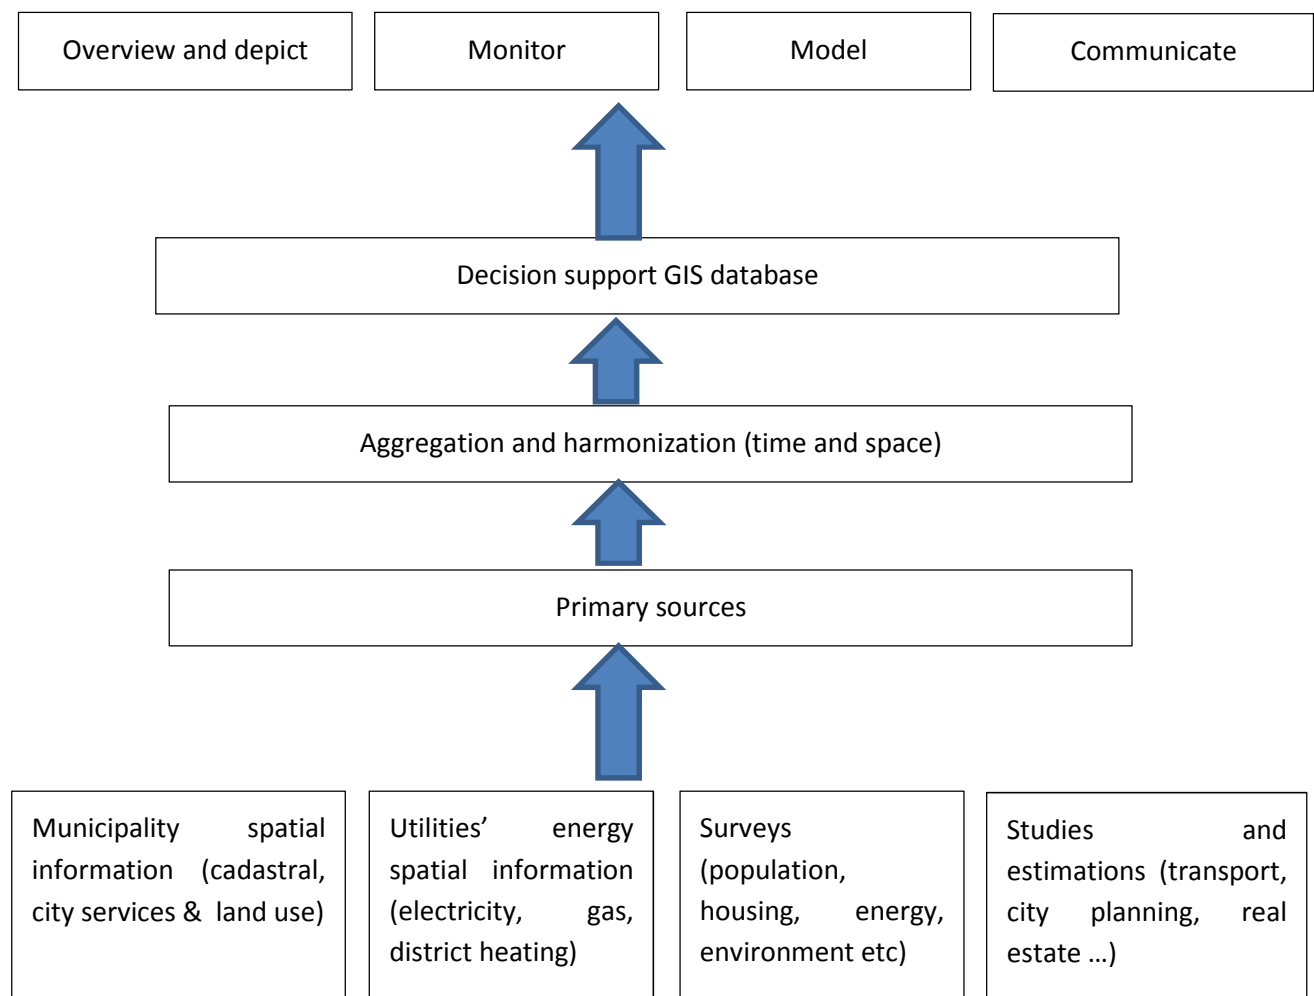 Overview and depict
Monitor
Model
Communicate
Decision support GIS database
Aggregation and harmonization (time and space)
Primary sources
Municipality spatial
information (cadastral,
city services & land use)
Utilities’ energy
spatial information
(electricity, gas,
district heating)
Surveys
(population,
housing, energy,
environment etc)
Studies and
estimations (transport,
city planning, real
estate …)